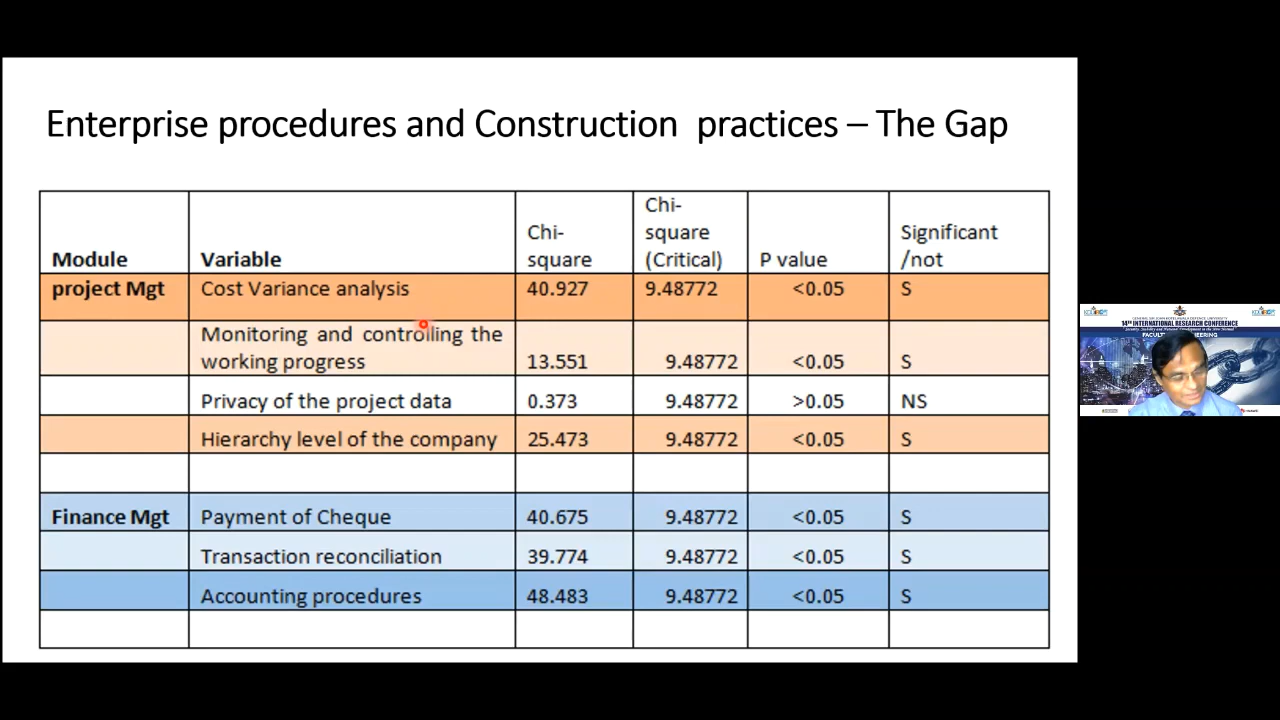 Enterprise procedures and Construction practices – The Gap
Module Variable Chi-square Chi-square (Critical) P value Significant /not
project Mgt Cost Variance analysis 40.927 9.48772 <0.05 S
Monitoring and controlling the working progress 13.551 9.48772 <0.05 S
Privacy of the project data 0.373 9.48772 >0.05 NS
Hierarchy level of the company 25.473 9.48772 <0.05 S
Finance Mgt Payment of Cheque 40.675 9.48772 <0.05 S
Transaction reconciliation 39.774 9.48772 <0.05 S
Accounting procedures 48.483 9.48772 <0.05 S
14TH INTERNATIONAL RESEARCH CONFERENCE